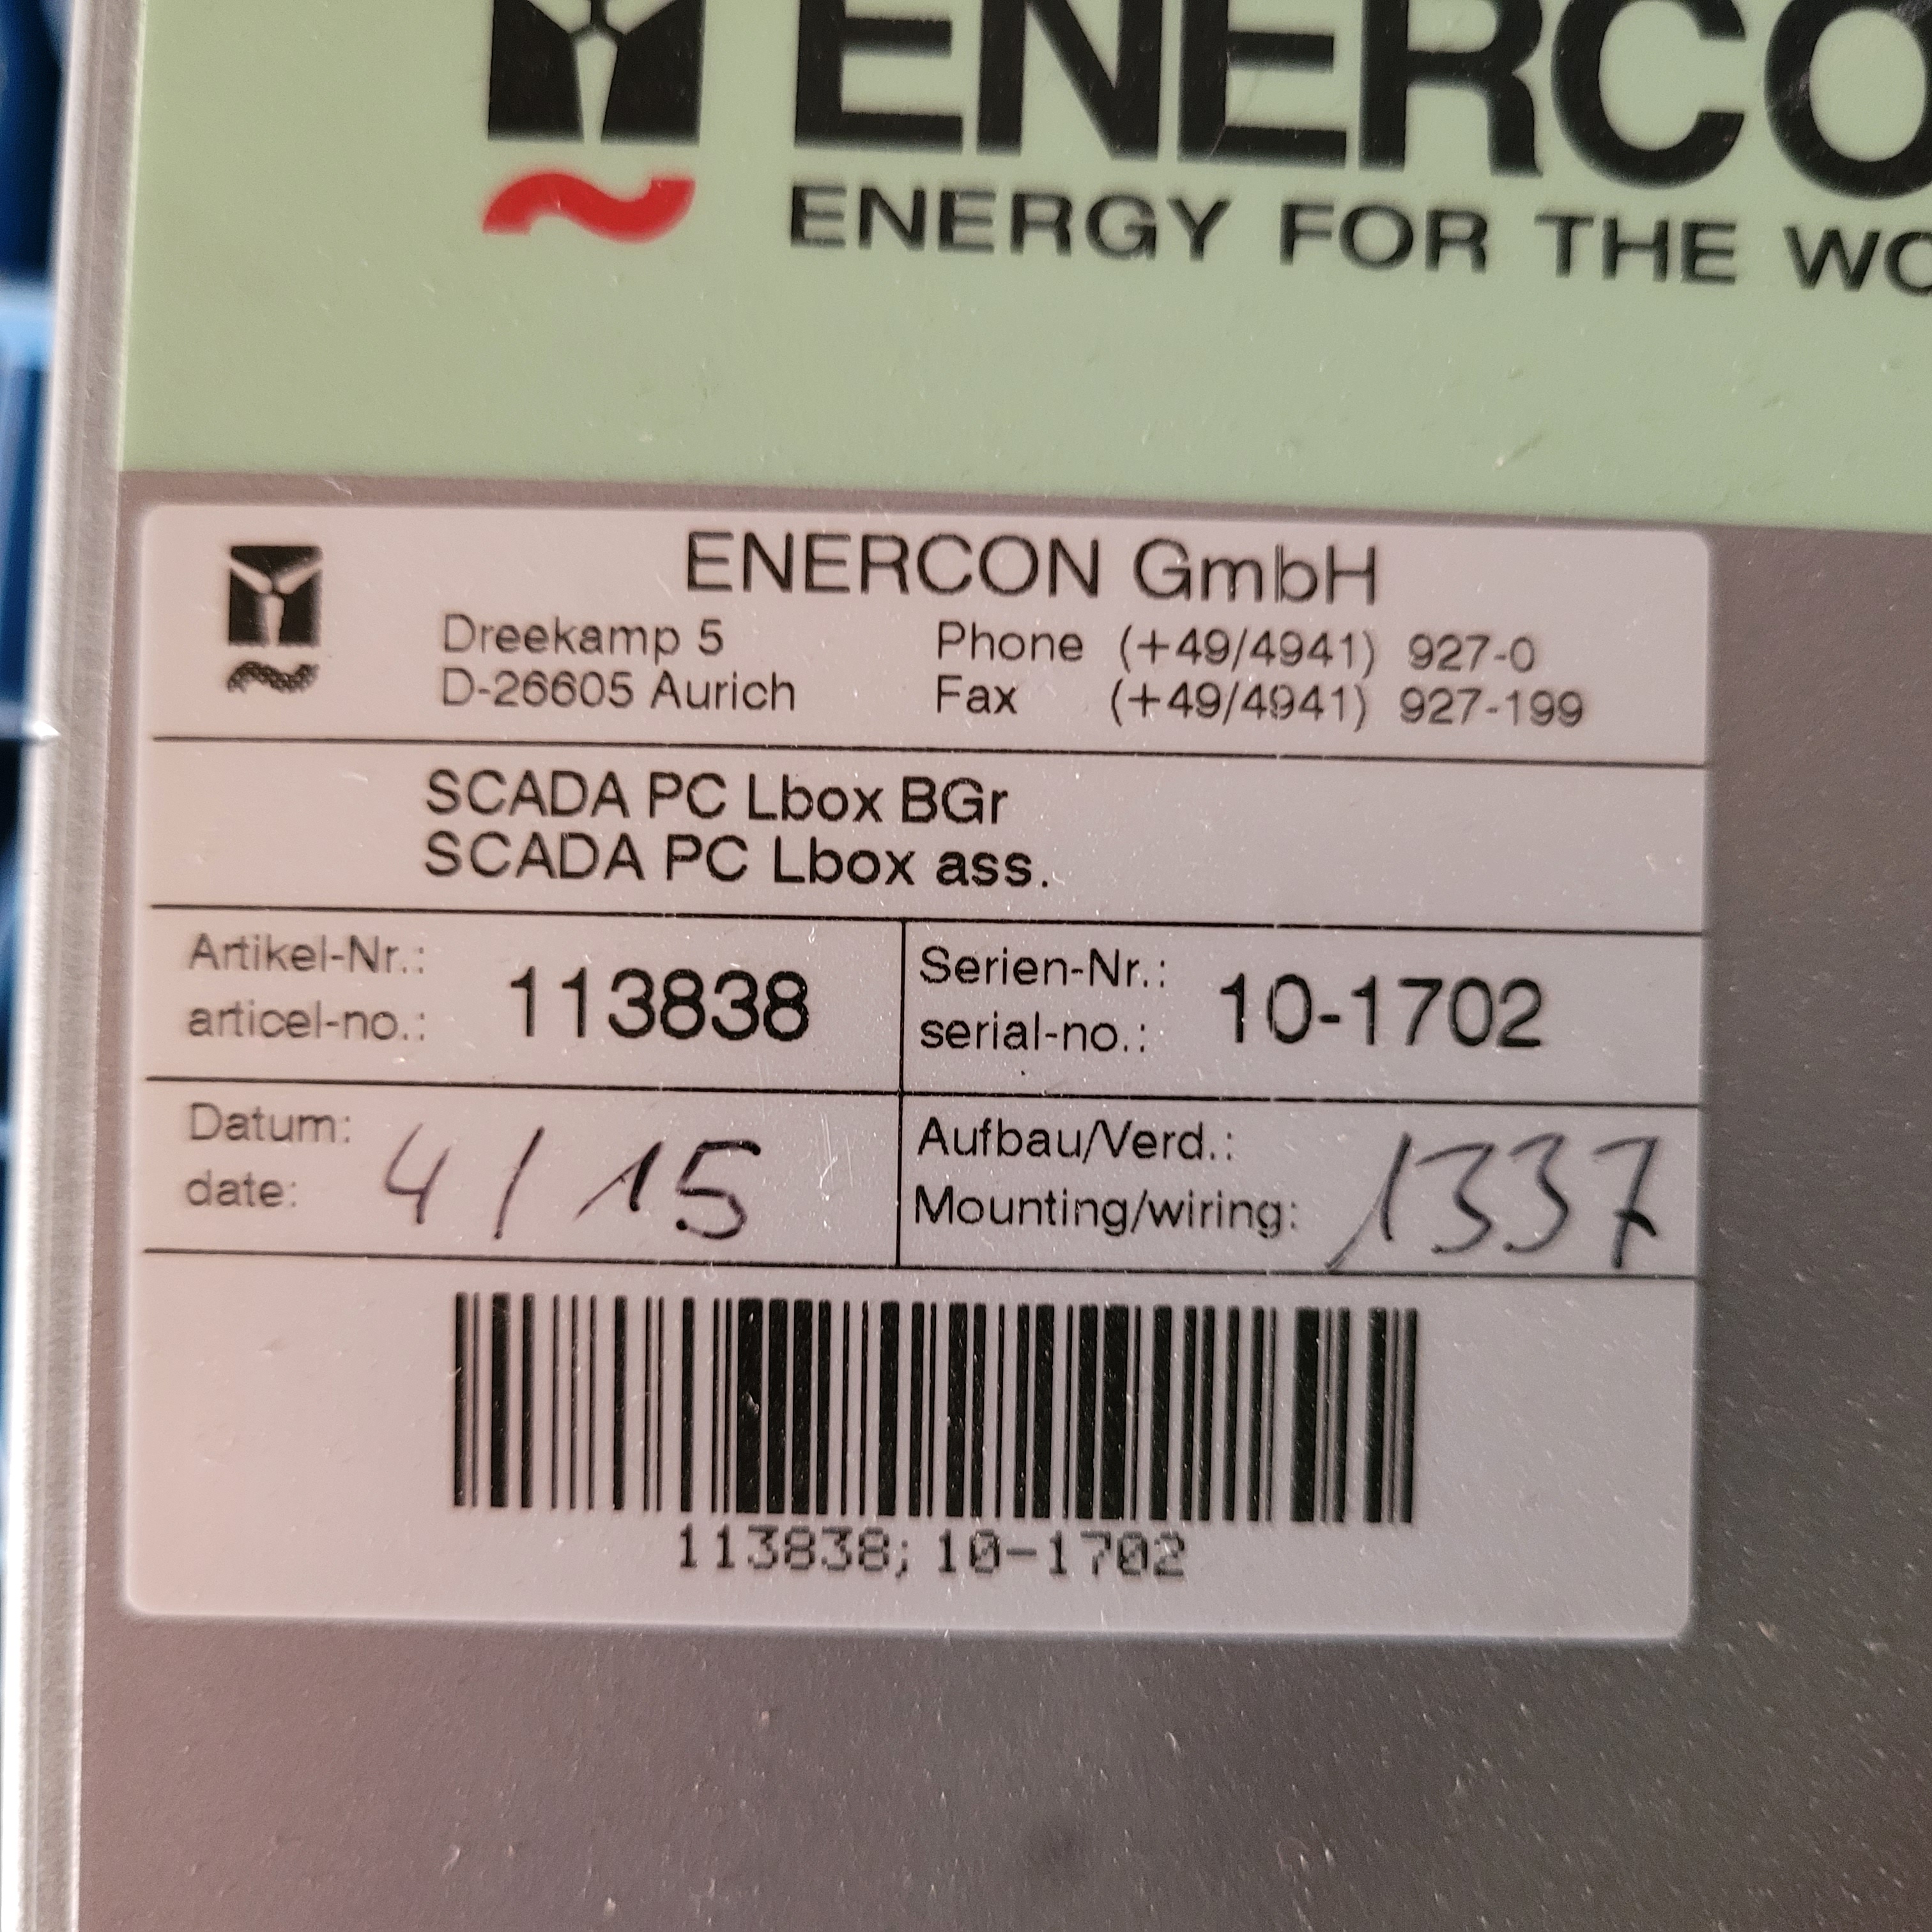 ENERCO
ENERGY FOR THE WO
ENERCON GmbH
Dreekamp 5 Phone (+49/4941) 927-0
D-26605 Aurich Fax (+49/4941) 927-199
SCADA PC Lbox BGr
SCADA PC Lbox ass.
Artikel-Nr.: 113838 Serien-Nr.: 10-1702
articel-no.: serial-no.:
Datum: 4/15 Aufbau/Verd.: 1337
date: Mounting/wiring:
113838; 10-1702